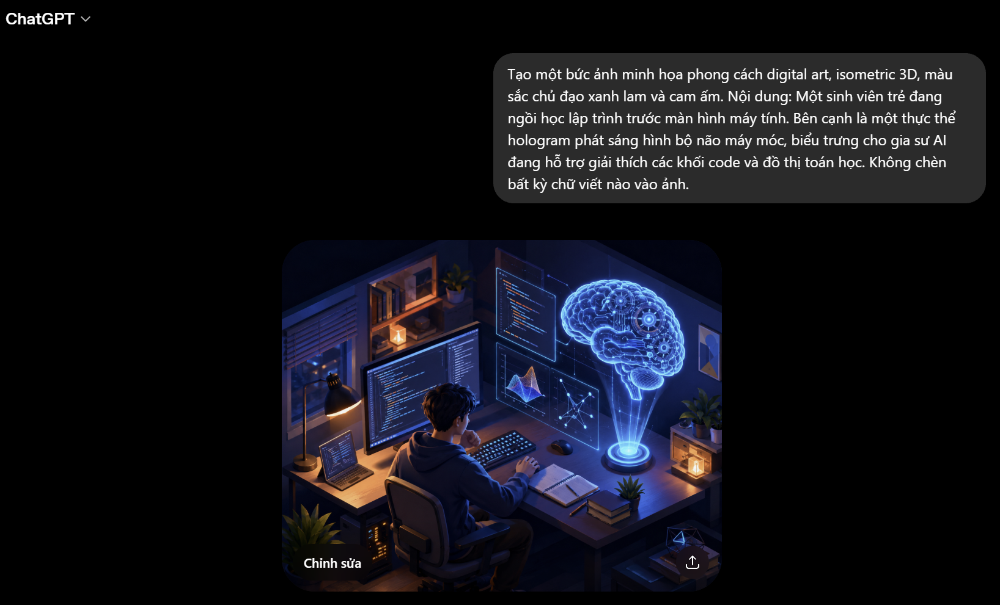 ChatGPT
Tạo một bức ảnh minh họa phong cách digital art, isometric 3D, màu
sắc chủ đạo xanh lam và cam ấm. Nội dung: Một sinh viên trẻ đang
ngồi học lập trình trước màn hình máy tính. Bên cạnh là một thực thể
hologram phát sáng hình bộ não máy móc, biểu trưng cho gia sư AI
đang hỗ trợ giải thích các khối code và đồ thị toán học. Không chèn
bất kỳ chữ viết nào vào ảnh.
Chỉnh sửa